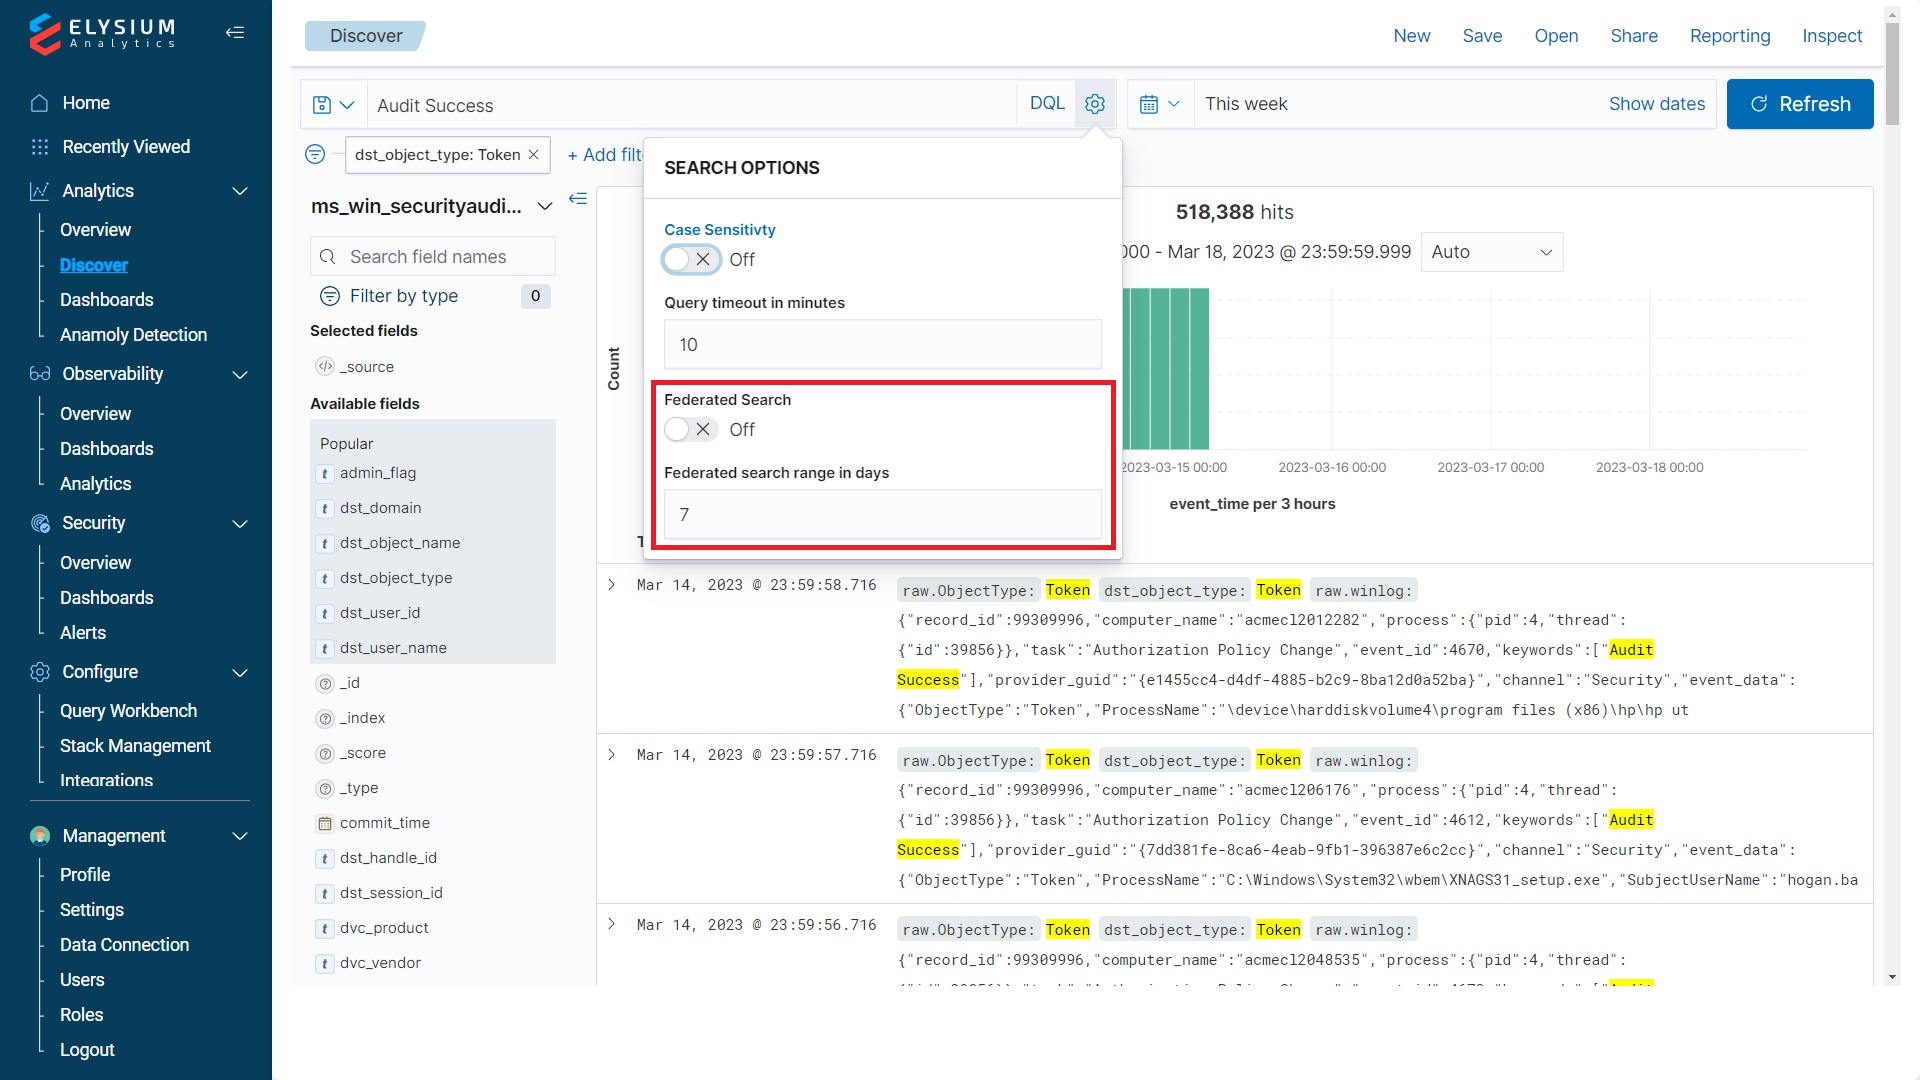 ELYSIUM
Analytics
Home
Recently Viewed
Analytics
Overview
Discover
Dashboards
Anamoly Detection
Observability
Overview
Dashboards
Analytics
Security
Overview
Dashboards
Alerts
Configure
Query Workbench
Stack Management
Integrations
Management
Profile
Settings
Data Connection
Users
Roles
Logout
Discover
New Save Open Share Reporting Inspect
Audit Success DQL This week Show dates Refresh
dst_object_type: Token + Add filt
ms_win_securityaudi...
Search field names
Filter by type 0
Selected fields
_source
Available fields
Popular
t admin_flag
t dst_domain
t dst_object_name
t dst_object_type
t dst_user_id
t dst_user_name
_id
_index
_score
_type
commit_time
t dst_handle_id
t dst_session_id
t dvc_product
t dvc_vendor
SEARCH OPTIONS
Case Sensitivty
Off
Query timeout in minutes
10
Federated Search
Off
Federated search range in days
7
518,388 hits
000 - Mar 18, 2023 @ 23:59:59.999 Auto
Count
2023-03-15 00:00 2023-03-16 00:00 2023-03-17 00:00 2023-03-18 00:00
event_time per 3 hours
Mar 14, 2023 @ 23:59:58.716 raw.ObjectType: Token dst_object_type: Token raw.winlog:
{"record_id":99309996,"computer_name":"acmecl2012282","process":{"pid":4,"thread":
{"id":39856}},"task":"Authorization Policy Change","event_id":4670,"keywords":["Audit
Success"],"provider_guid":"{e1455cc4-d4df-4885-b2c9-8ba12d0a52ba}","channel":"Security","event_data":
{"ObjectType":"Token","ProcessName":"\device\harddiskvolume4\program files (x86)\hp\hp ut
Mar 14, 2023 @ 23:59:57.716 raw.ObjectType: Token dst_object_type: Token raw.winlog:
{"record_id":99309996,"computer_name":"acmecl206176","process":{"pid":4,"thread":
{"id":39856}},"task":"Authorization Policy Change","event_id":4612,"keywords":["Audit
Success"],"provider_guid":"{7dd381fe-8ca6-4eab-9fb1-396387e6c2cc}","channel":"Security","event_data":
{"ObjectType":"Token","ProcessName":"C:\Windows\System32\wbem\XNAGS31_setup.exe","SubjectUserName":"hogan.ba
Mar 14, 2023 @ 23:59:56.716 raw.ObjectType: Token dst_object_type: Token raw.winlog:
{"record_id":99309996,"computer_name":"acmecl2048535","process":{"pid":4,"thread":